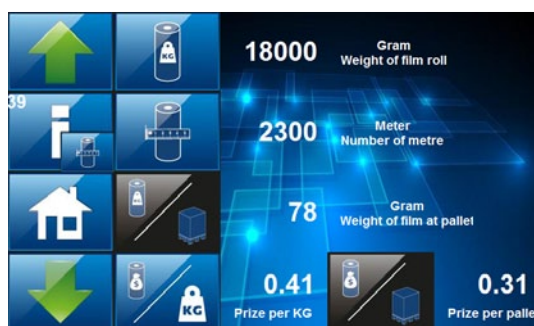 18000
Gram
Weight of film roll
KG
39
2300
Meter
Number of metre
78
Gram
Weight of film at pallet
0.41
Prize per KG
$
KG
$
0.31
Prize per palle